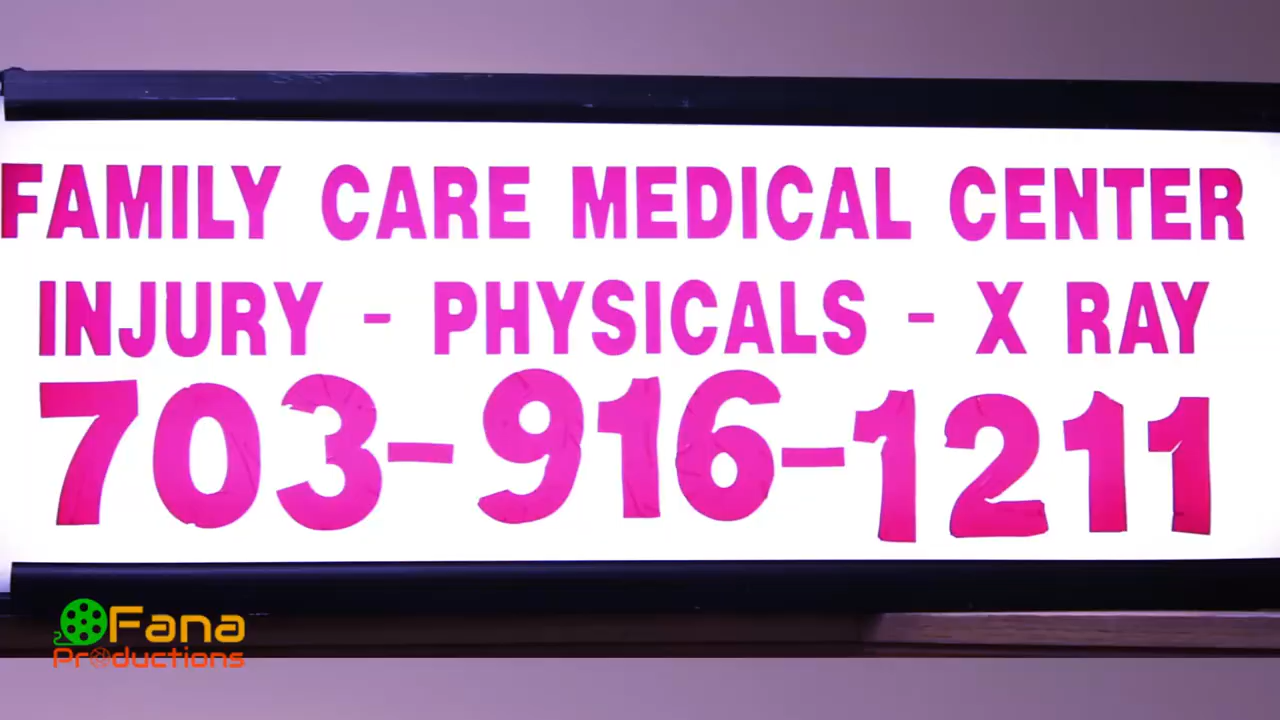 FAMILY CARE MEDICAL CENTER
INJURY - PHYSICALS - X RAY
703-916-1211
Fana
Productions